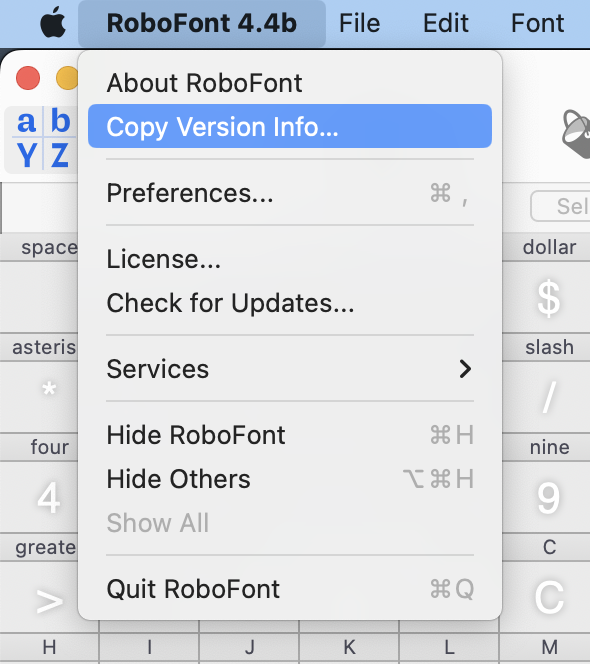 RoboFont 4.4b File Edit Font
About RoboFont
a b
Copy Version Info...
Y Z
Preferences... ⌘ ,
Sel
space dollar
License...
$
Check for Updates...
asteris slash
Services
* /
Hide RoboFont ⌘H
four nine
Hide Others ⌥⌘H
4 9
Show All
greate C
Quit RoboFont ⌘Q
> C
H I J K L M